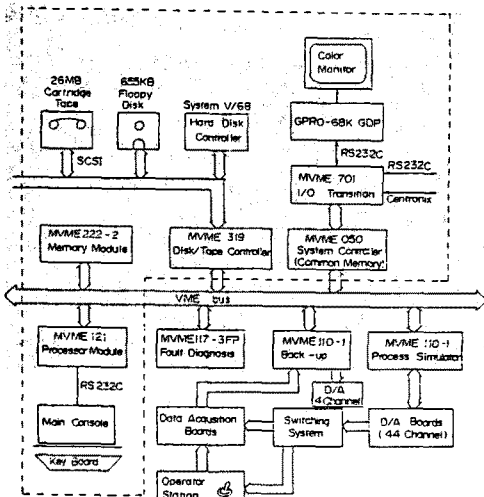 Color
Monitor
26MB
Cartridge
Tape
655KB
Floppy
Disk
System V/68
Hard Disk
Controller
GPRO-68K GDP
SCSI
RS232C
RS232C
MVME 701
I/O Transition
Centronix
MVME 222-2
Memory Module
MVME 319
Disk/Tape Controller
MVME 050
System Controller
(Common Memory)
VME bus
MVME 121
Processor Module
MVME 117-3FP
Fault Diagnosis
MVME 110-1
Back-up
MVME 110-1
Process Simulator
RS232C
D/A
4 Channel
Main Console
Data Acquisition
Boards
Switching
System
D/A Boards
(44 Channel)
Key Board
Operator
Station